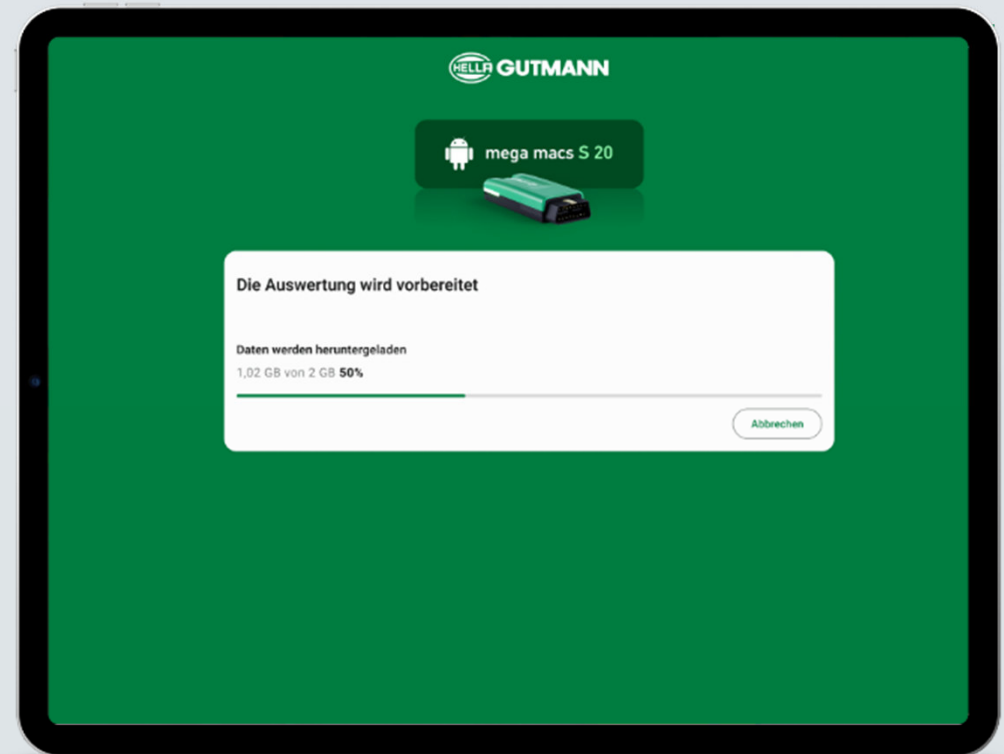 HELLA GUTMANN
mega macs S 20
Die Auswertung wird vorbereitet
Daten werden heruntergeladen
1,02 GB von 2 GB 50%
Abbrechen